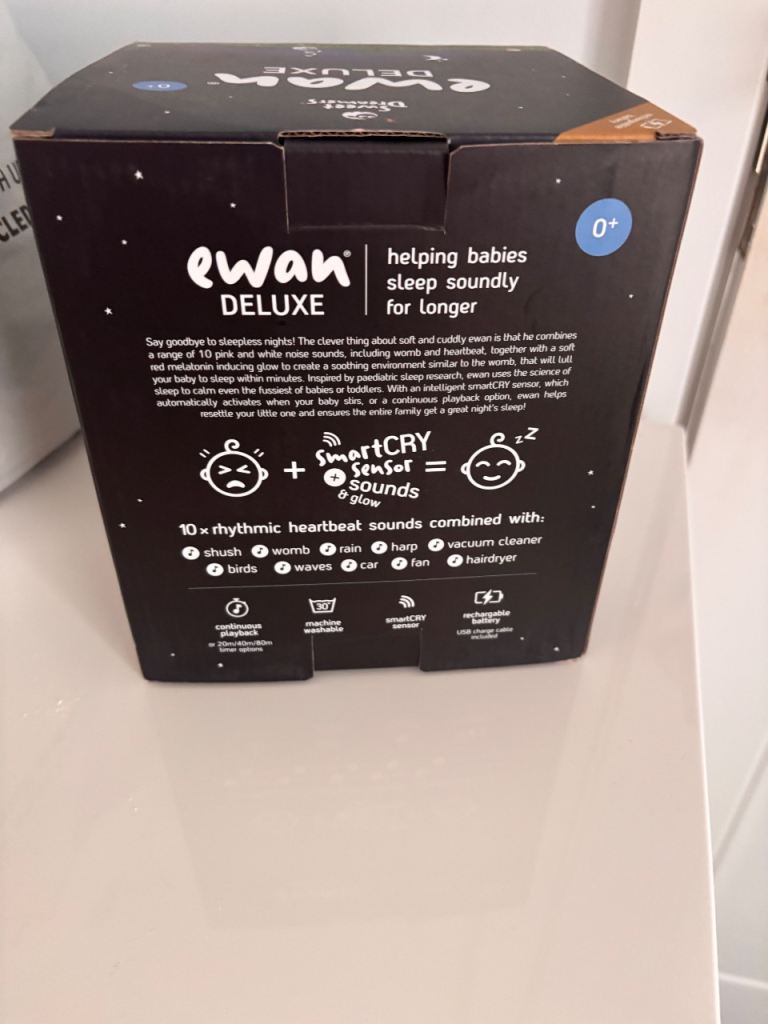 ewan®
DELUXE
0+
Sweet
Dreamers
CLED
0+
ewan®
DELUXE
helping babies
sleep soundly
for longer
Say goodbye to sleepless nights! The clever thing about soft and cuddly ewan is that he combines
a range of 10 pink and white noise sounds, including womb and heartbeat, together with a soft
red melatonin inducing glow to create a soothing environment similar to the womb, that will lull
your baby to sleep within minutes. Inspired by paediatric sleep research, ewan uses the science of
sleep to calm even the fussiest of babies or toddlers. With an intelligent smartCRY sensor, which
automatically activates when your baby stirs, or a continuous playback option, ewan helps
resettle your little one and ensures the entire family get a great night's sleep!
+ smartCRY sensor + sounds & glow = zzZ
10 x rhythmic heartbeat sounds combined with:
shush womb rain harp vacuum cleaner
birds waves car fan hairdryer
continuous
playback
or 20m/40m/80m
timer options
30°
machine
washable
smartCRY
sensor
rechargable
battery
USB charge cable
included